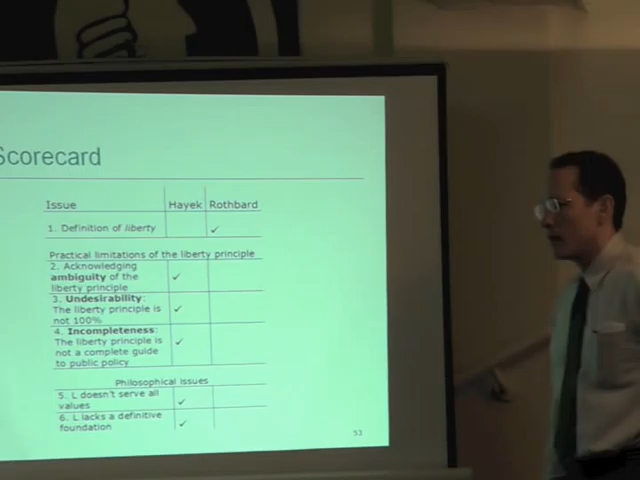 Scorecard
Issue Hayek Rothbard
1. Definition of liberty ✓
Practical limitations of the liberty principle
2. Acknowledging
ambiguity of the ✓
liberty principle
3. Undesirability:
The liberty principle is ✓
not 100%
4. Incompleteness:
The liberty principle is ✓
not a complete guide
to public policy
Philosophical issues
5. L doesn't serve all ✓
values
6. L lacks a definitive ✓
foundation
53